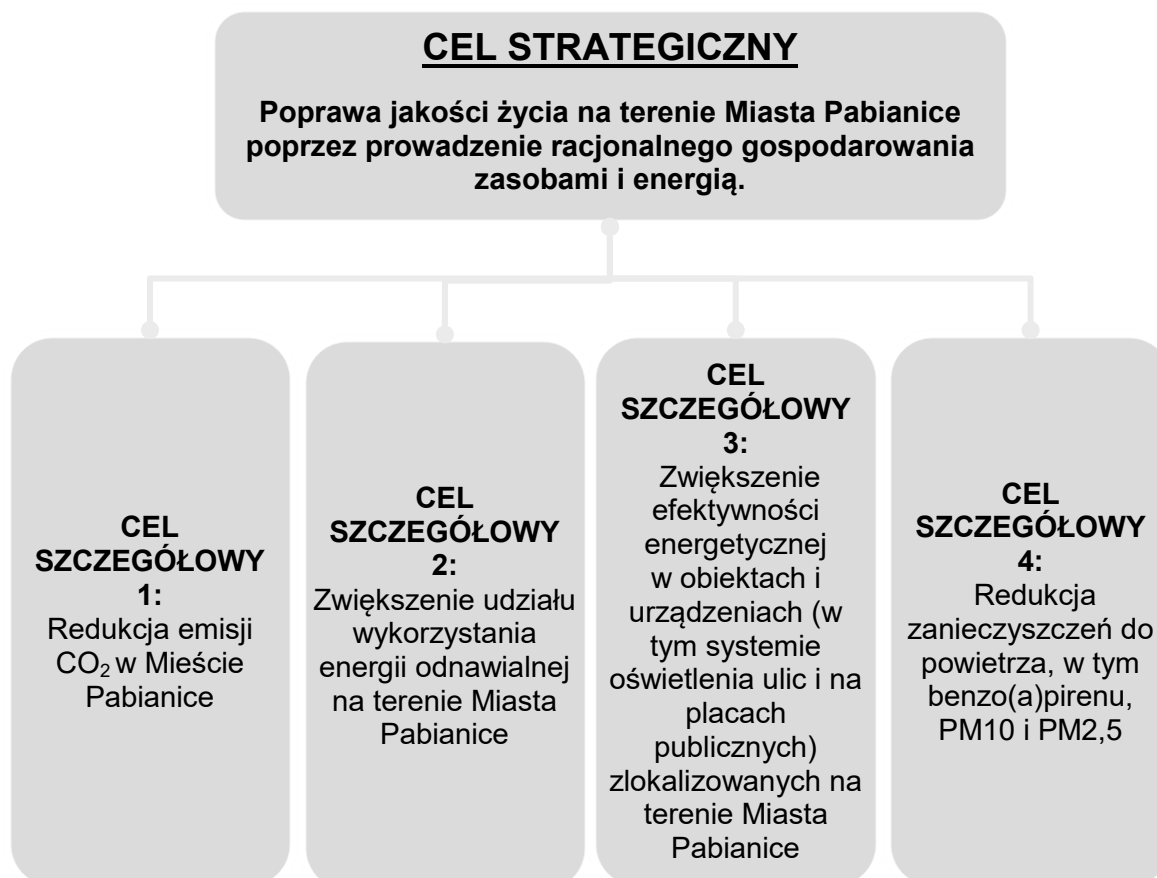 CEL STRATEGICZNY
Poprawa jakości życia na terenie Miasta Pabianice
poprzez prowadzenie racjonalnego gospodarowania
zasobami i energią.
CEL
SZCZEGÓŁOWY
1:
Redukcja emisji
CO₂ w Mieście
Pabianice
CEL
SZCZEGÓŁOWY
2:
Zwiększenie udziału
wykorzystania
energii odnawialnej
na terenie Miasta
Pabianice
CEL
SZCZEGÓŁOWY
3:
Zwiększenie
efektywności
energetycznej
w obiektach i
urządzeniach (w
tym systemie
oświetlenia ulic i na
placach
publicznych)
zlokalizowanych na
terenie Miasta
Pabianice
CEL
SZCZEGÓŁOWY
4:
Redukcja
zanieczyszczeń do
powietrza, w tym
benzo(a)pirenu,
PM10 i PM2,5